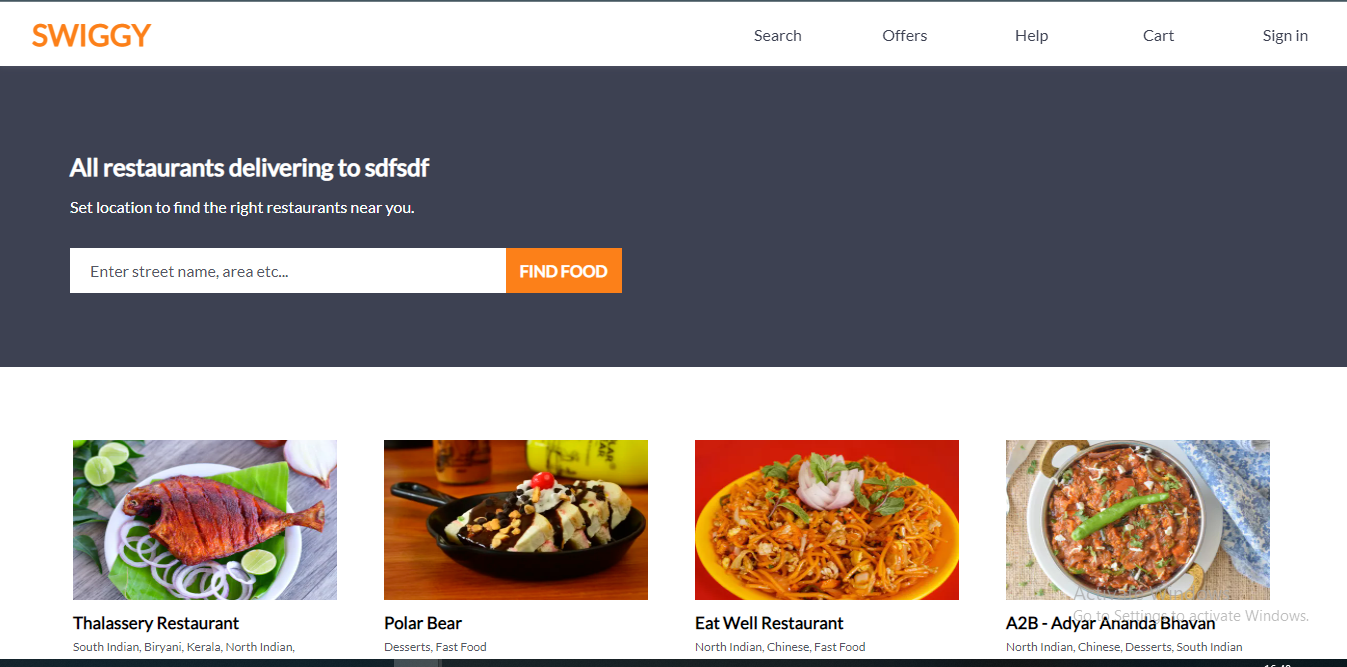 SWIGGY
Search
Offers
Help
Cart
Sign in
All restaurants delivering to sdfsdf
Set location to find the right restaurants near you.
Enter street name, area etc...
FIND FOOD
Thalassery Restaurant
South Indian, Biryani, Kerala, North Indian,
Polar Bear
Desserts, Fast Food
Eat Well Restaurant
North Indian, Chinese, Fast Food
A2B - Adyar Ananda Bhavan
North Indian, Chinese, Desserts, South Indian
Go to Settings to activate Windows.